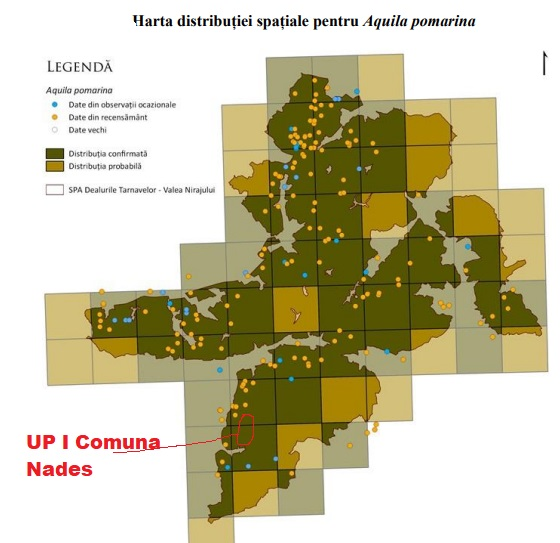 Harta distribuției spațiale pentru Aquila pomarina
LEGENDĂ
Aquila pomarina
Date din observații ocazionale
Date din recensământ
Date vechi
Distribuția confirmată
Distribuția probabilă
SPA Dealurile Tarnavelor - Valea Nirajului
UP I Comuna
Nades